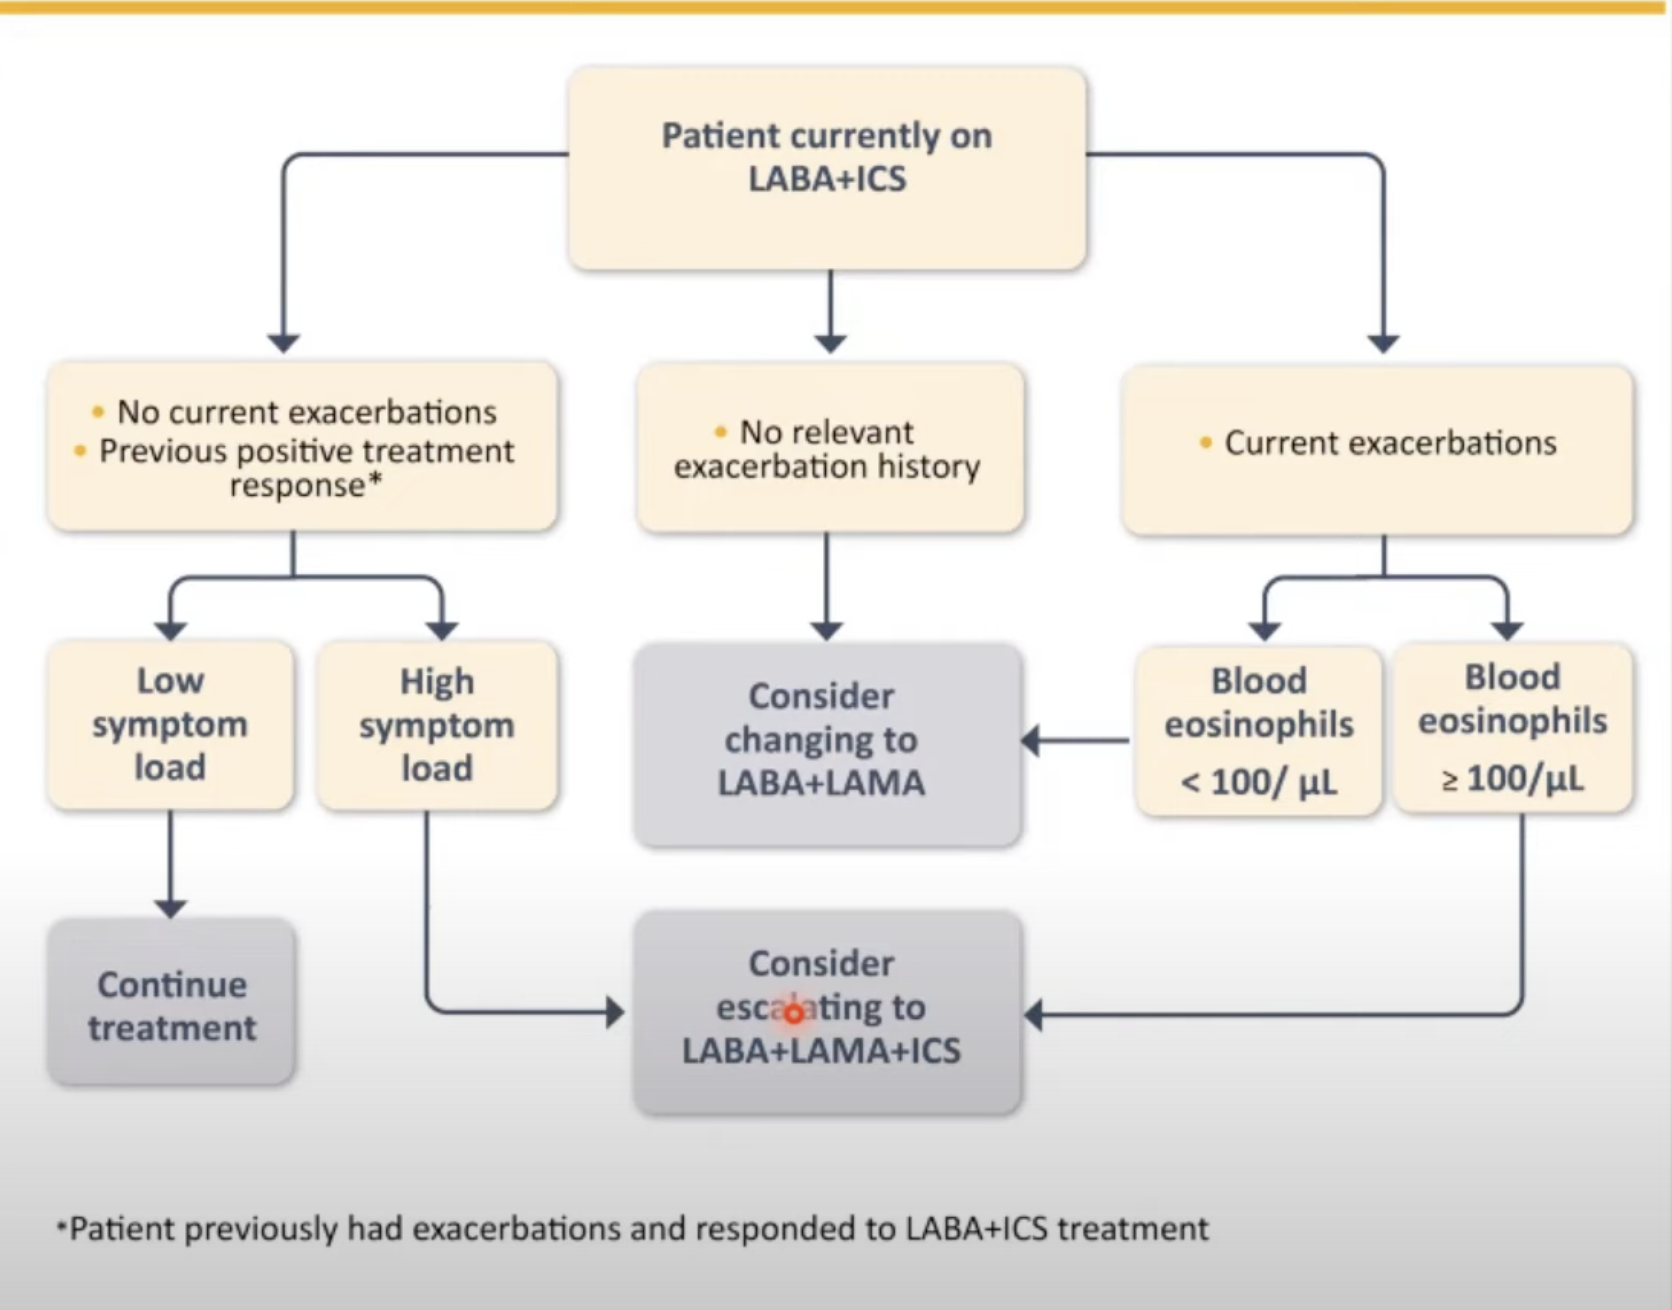 Patient currently on
LABA+ICS
• No current exacerbations
• Previous positive treatment
response*
• No relevant
exacerbation history
• Current exacerbations
Low
symptom
load
High
symptom
load
Consider
changing to
LABA+LAMA
Blood
eosinophils
< 100/ µL
Blood
eosinophils
≥ 100/µL
Continue
treatment
Consider
escalating to
LABA+LAMA+ICS
*Patient previously had exacerbations and responded to LABA+ICS treatment